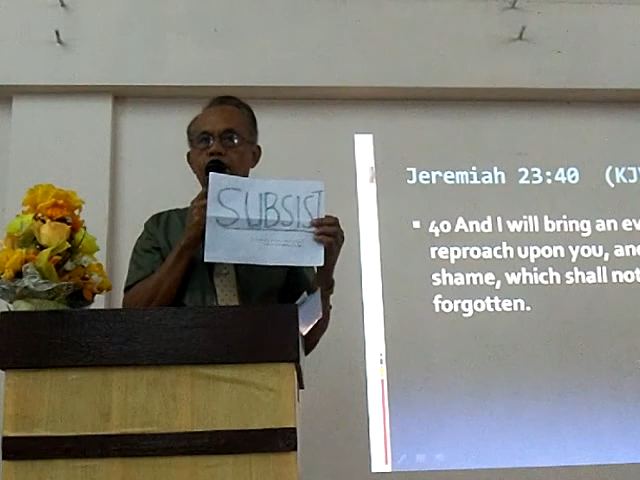 SUBSIST
Jeremiah 23:40 (KJV
40 And I will bring an ev
reproach upon you, and
shame, which shall not
forgotten.